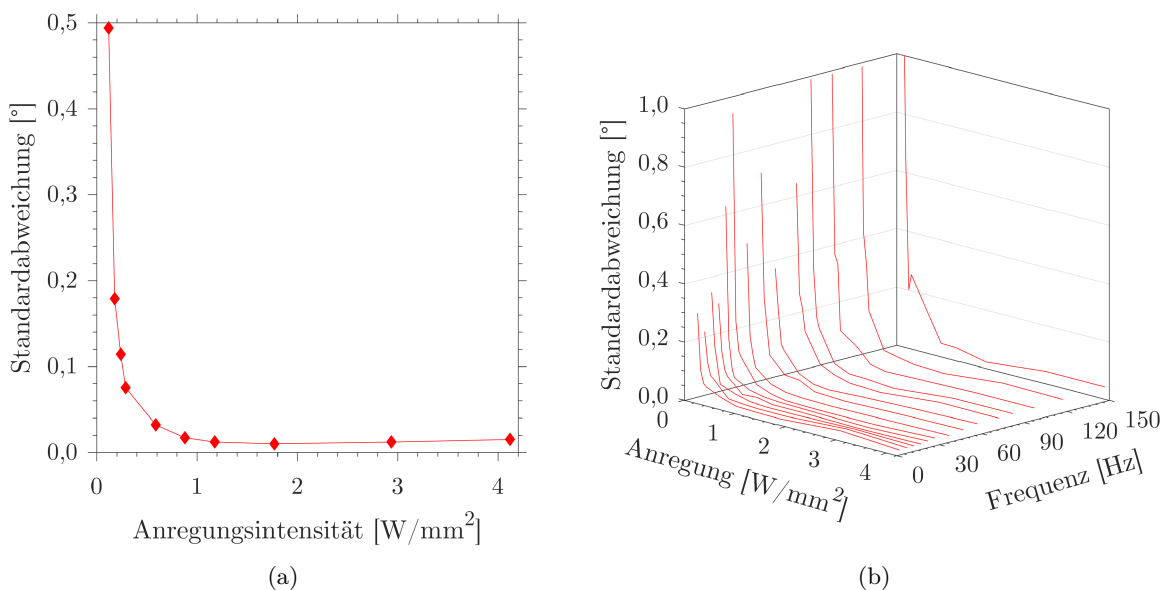 0,5
0,4
0,3
0,2
0,1
0,0
0 1 2 3 4
Standardabweichung [°]
Anregungsintensität [W/mm²]
(a)
1,0
0,8
0,6
0,4
0,2
0,0
Standardabweichung [°]
0 1 2 3 4
Anregung [W/mm²]
0 30 60 90 120 150
Frequenz [Hz]
(b)